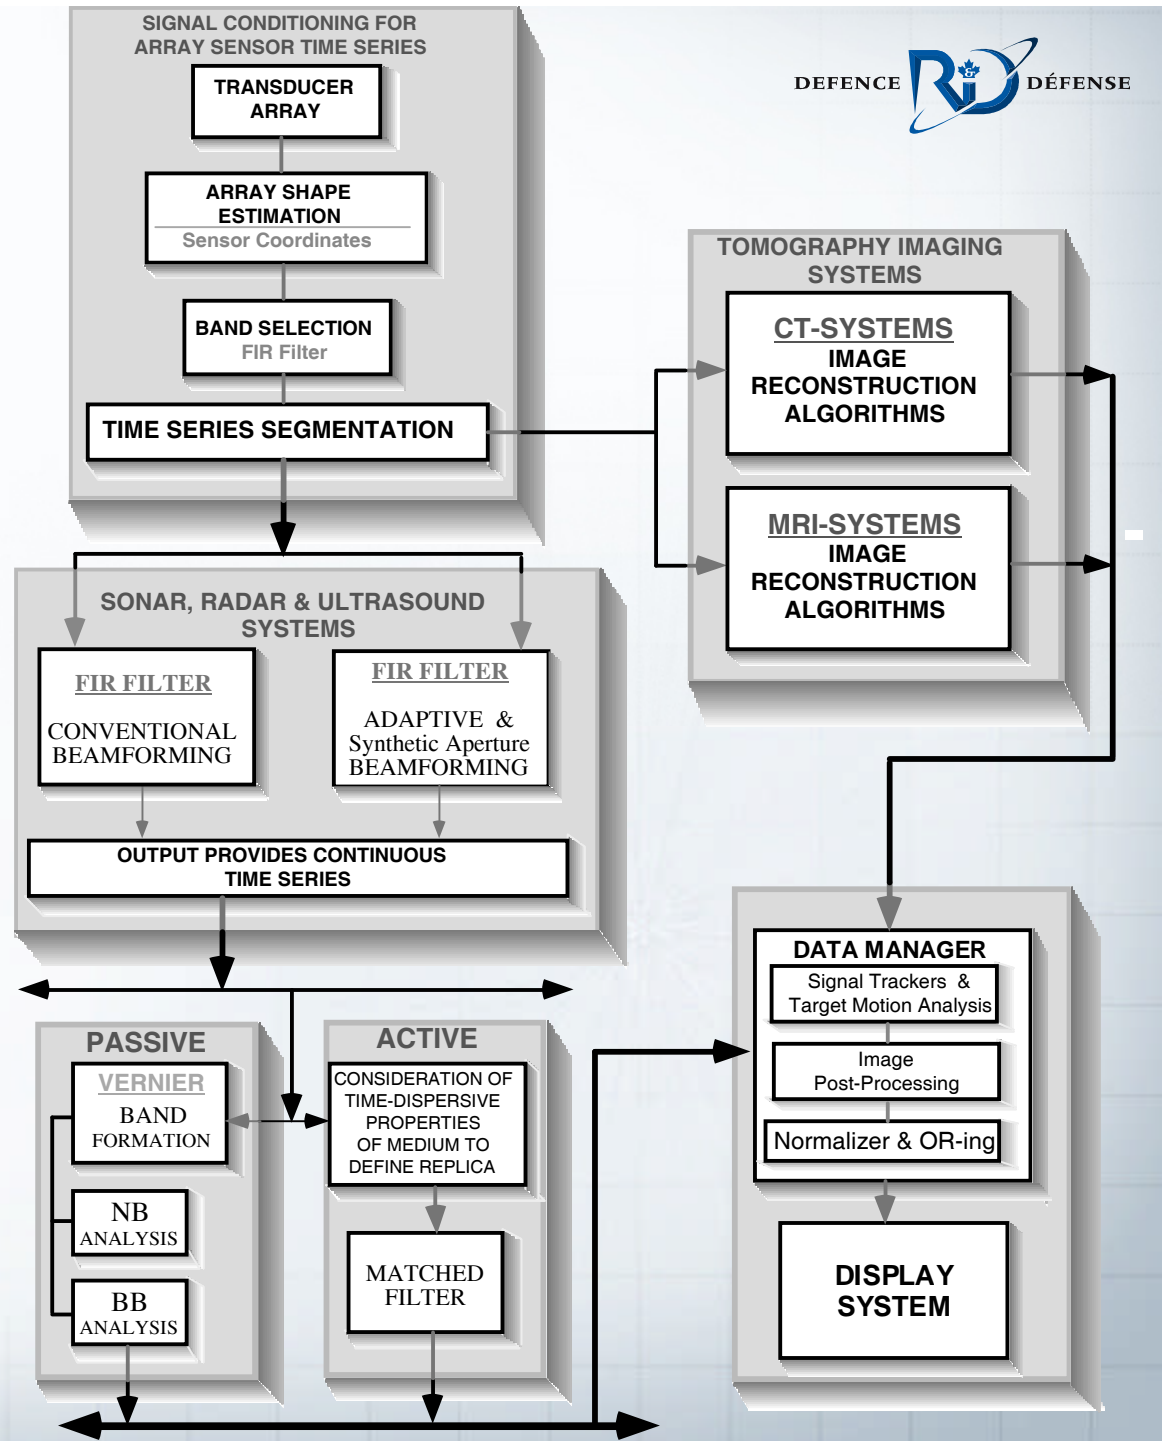 SIGNAL CONDITIONING FOR
ARRAY SENSOR TIME SERIES
TRANSDUCER
ARRAY
ARRAY SHAPE
ESTIMATION
Sensor Coordinates
BAND SELECTION
FIR Filter
TIME SERIES SEGMENTATION
DEFENCE R&D DÉFENSE
TOMOGRAPHY IMAGING
SYSTEMS
CT-SYSTEMS
IMAGE
RECONSTRUCTION
ALGORITHMS
MRI-SYSTEMS
IMAGE
RECONSTRUCTION
ALGORITHMS
SONAR, RADAR & ULTRASOUND
SYSTEMS
FIR FILTER
CONVENTIONAL
BEAMFORMING
FIR FILTER
ADAPTIVE &
Synthetic Aperture
BEAMFORMING
OUTPUT PROVIDES CONTINUOUS
TIME SERIES
PASSIVE
VERNIER
BAND
FORMATION
NB
ANALYSIS
BB
ANALYSIS
ACTIVE
CONSIDERATION OF
TIME-DISPERSIVE
PROPERTIES
OF MEDIUM TO
DEFINE REPLICA
MATCHED
FILTER
DATA MANAGER
Signal Trackers &
Target Motion Analysis
Image
Post-Processing
Normalizer & OR-ing
DISPLAY
SYSTEM